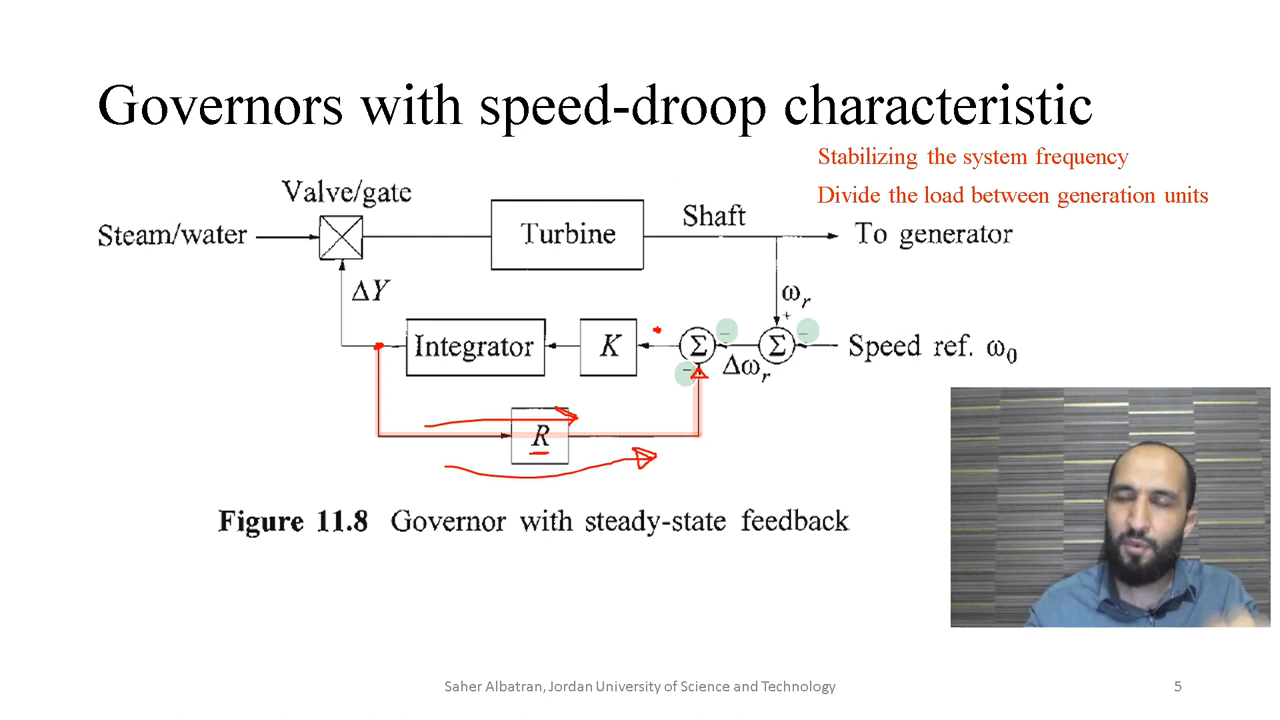 Governors with speed-droop characteristic
Stabilizing the system frequency
Divide the load between generation units
Valve/gate
Steam/water
Turbine
Shaft
To generator
ΔY
ωr
+
Integrator
K
Σ
−
Σ
−
Speed ref. ω0
−
Δωr
R
Figure 11.8 Governor with steady-state feedback
Saher Albatran, Jordan University of Science and Technology
5